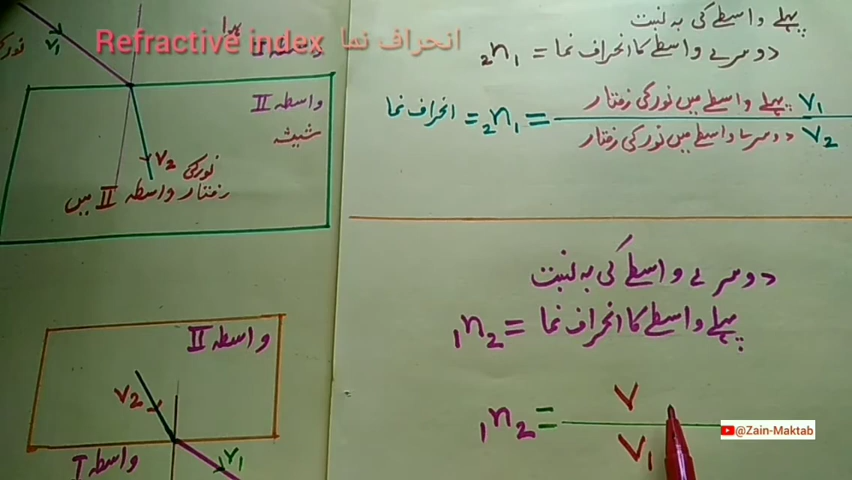 Refractive index انحراف نما
V₁
واسطہ II
شیشہ
V₂
نور کی
رفتار واسطہ II میں
پہلے واسطے کی بہ نسبت
دوسرے واسطے کا انحراف نما = ₂n₁
انحراف نما = ₂n₁ = پہلے واسطے میں نور کی رفتار V₁
دوسرے واسطے میں نور کی رفتار V₂
دوسرے واسطے کی بہ نسبت
پہلے واسطے کا انحراف نما = ₁n₂
₁n₂ = V
V₁
واسطہ II
V₂
واسطہ I
V₁
@Zain-Maktab